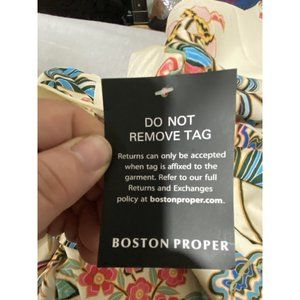 DO NOT
REMOVE TAG
Returns can only be accepted
when tag is affixed to the
garment. Refer to our full
Returns and Exchanges
policy at bostonproper.com.
BOSTON PROPER